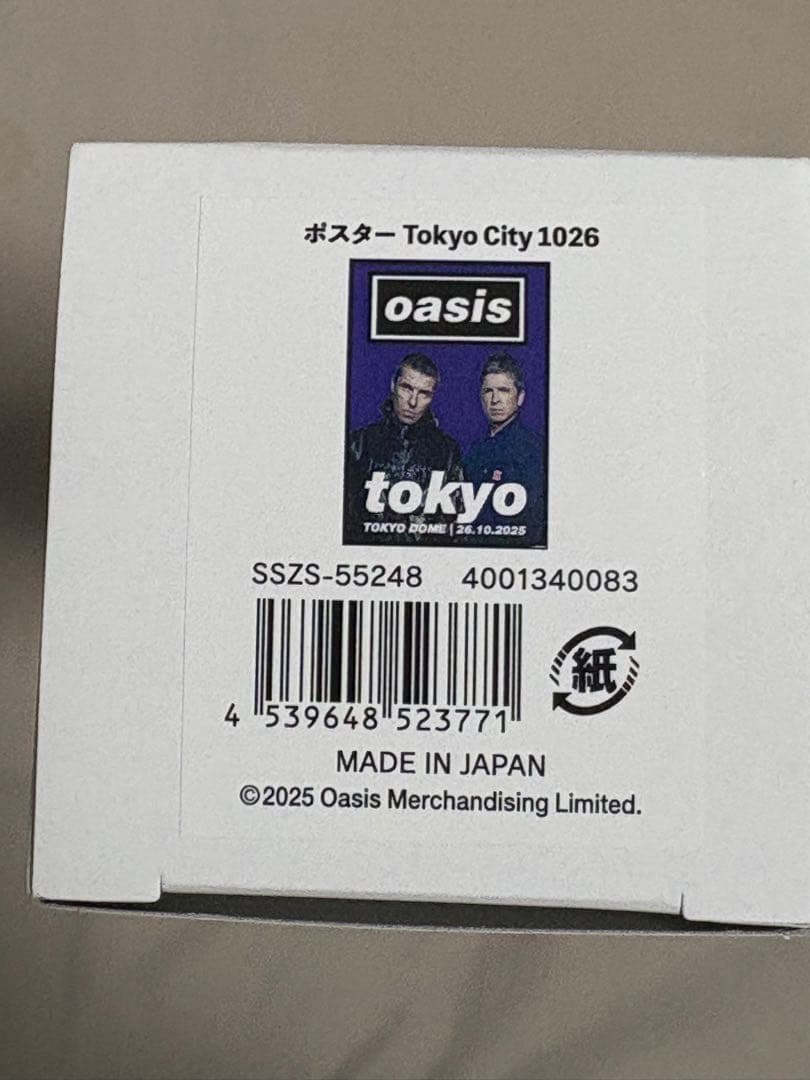 ポスター Tokyo City 1026
oasis
tokyo
TOKYO DOME | 26.10.2025
SSZS-55248 4001340083
4 539648 523771
紙
MADE IN JAPAN
©2025 Oasis Merchandising Limited.